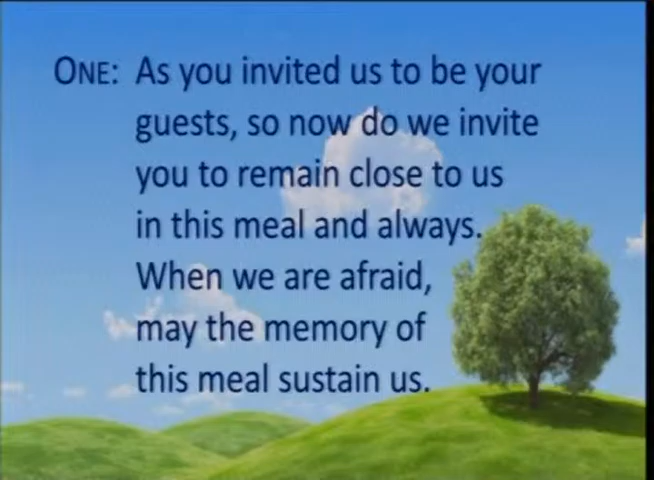 ONE: As you invited us to be your
guests, so now do we invite
you to remain close to us
in this meal and always.
When we are afraid,
may the memory of
this meal sustain us.